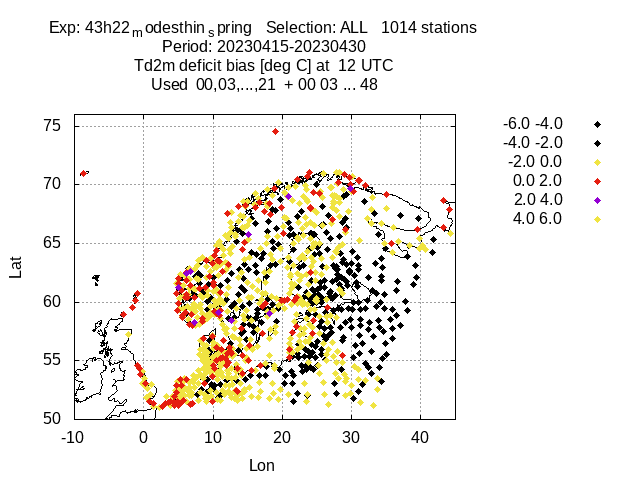 Exp: 43h22modesthinspring Selection: ALL 1014 stations
Period: 20230415-20230430
Td2m deficit bias [deg C] at 12 UTC
Used 00,03,...,21 + 00 03 ... 48
-6.0 -4.0
-4.0 -2.0
-2.0 0.0
0.0 2.0
2.0 4.0
4.0 6.0
75
70
65
60
55
50
Lat
-10 0 10 20 30 40
Lon